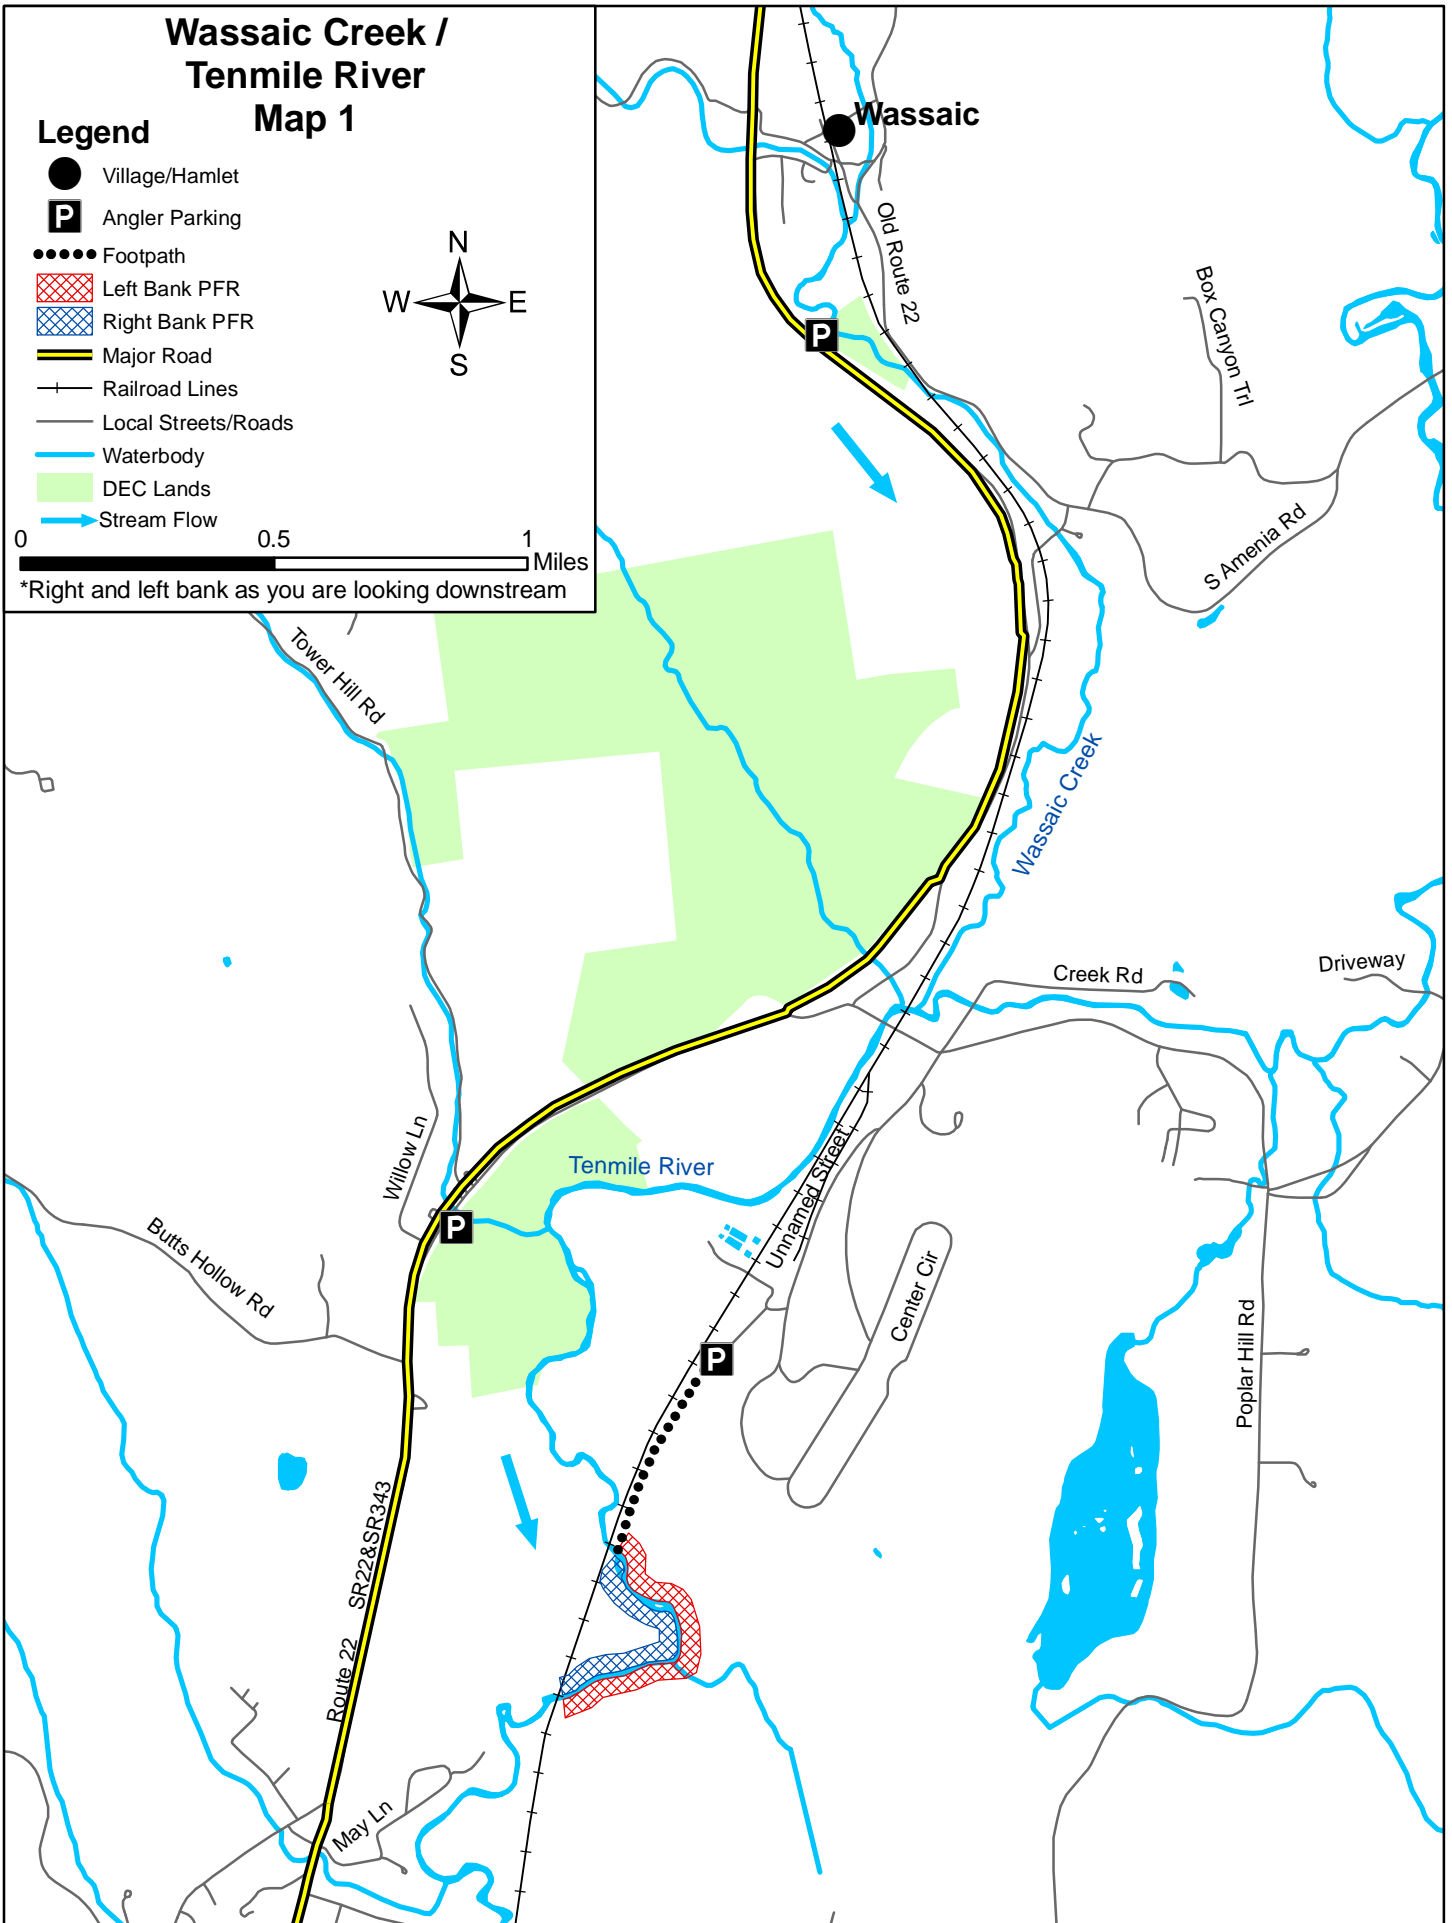 Wassaic Creek /
Tenmile River
Map 1
Legend
Village/Hamlet
P Angler Parking
Footpath
Left Bank PFR
Right Bank PFR
Major Road
Railroad Lines
Local Streets/Roads
Waterbody
DEC Lands
Stream Flow
N
W E
S
0 0.5 1
Miles
*Right and left bank as you are looking downstream
Wassaic
Old Route 22
Box Canyon Trl
P
S Amenia Rd
Tower Hill Rd
Wassaic Creek
Creek Rd
Driveway
Willow Ln
Tenmile River
Unnamed Street
P
Butts Hollow Rd
Center Cir
Poplar Hill Rd
P
SR22&SR343
Route 22
May Ln